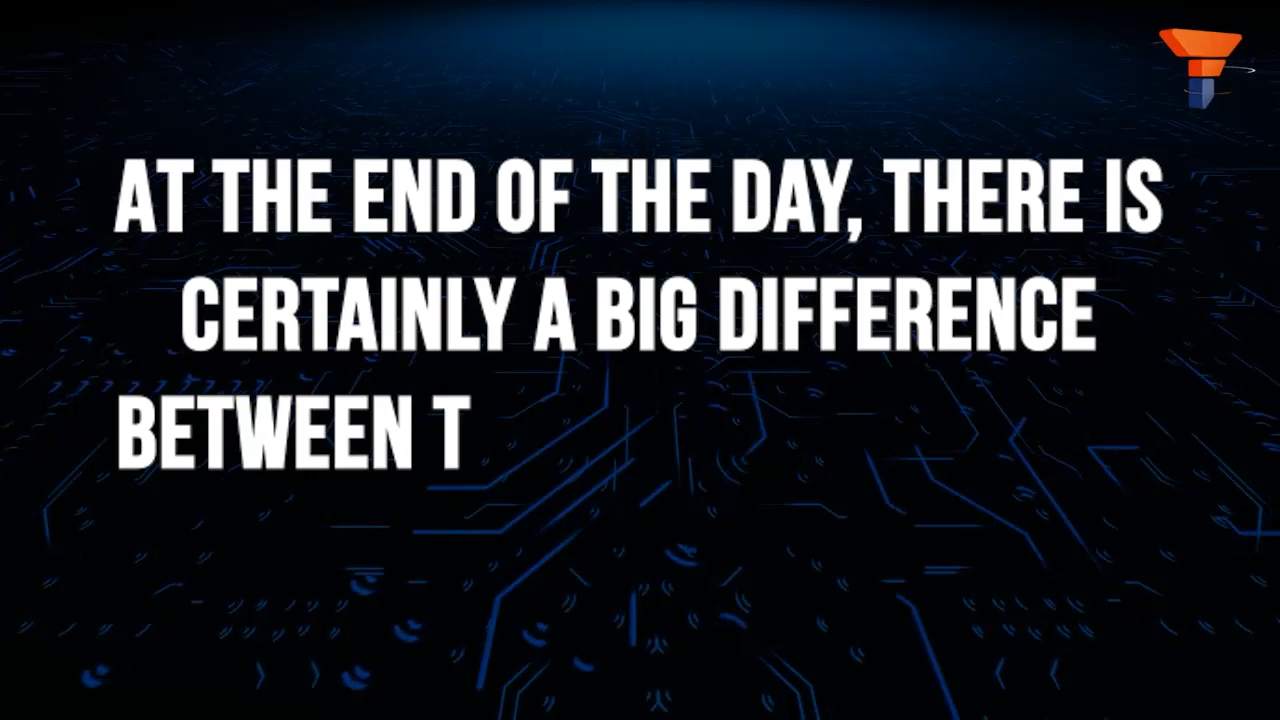 AT THE END OF THE DAY, THERE IS
CERTAINLY A BIG DIFFERENCE
BETWEEN T